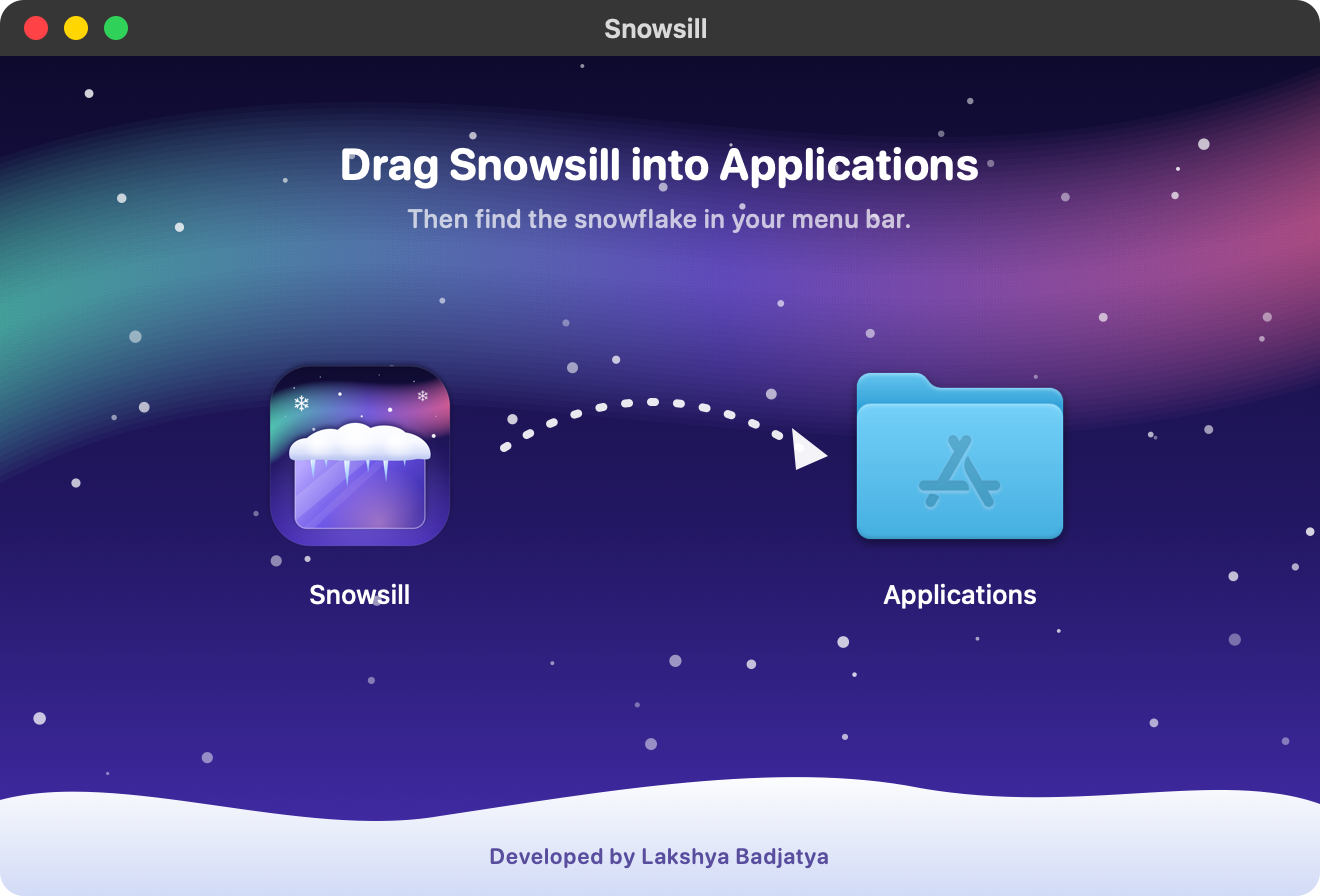 Snowsill
Drag Snowsill into Applications
Then find the snowflake in your menu bar.
Snowsill
Applications
Developed by Lakshya Badjatya